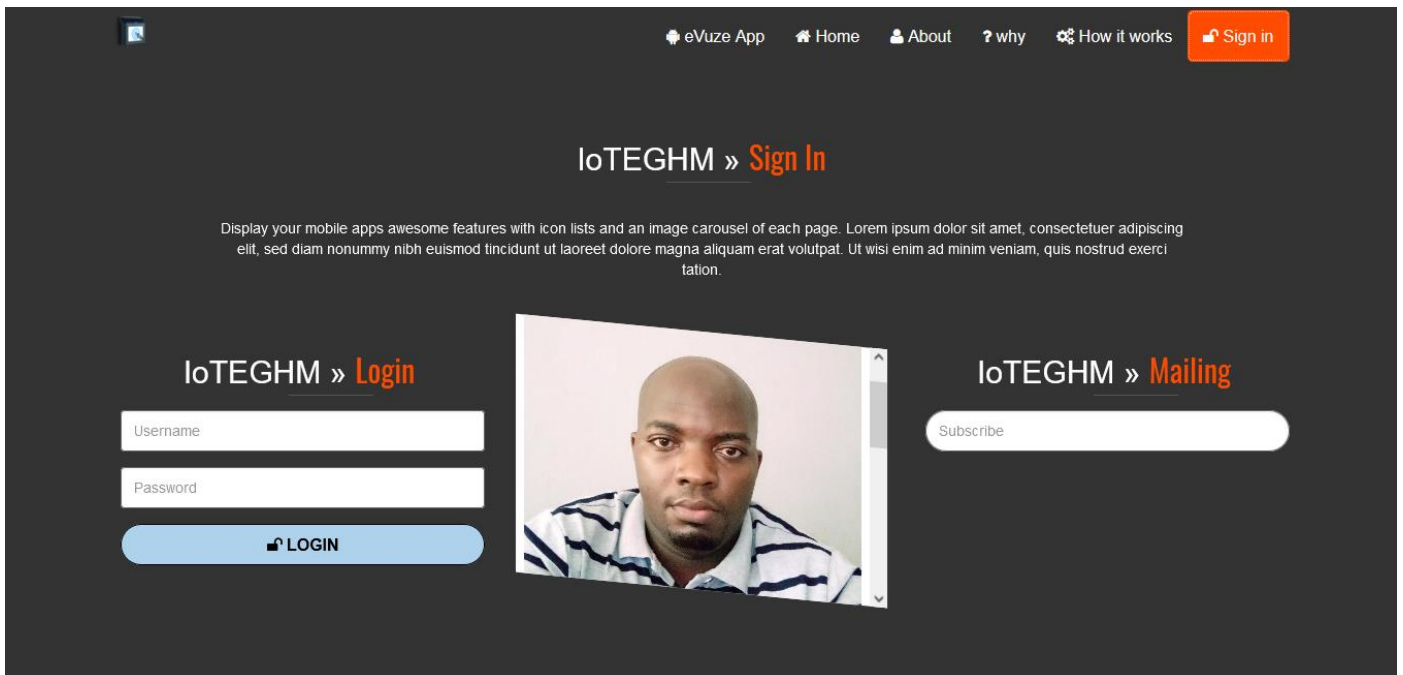 eVuze App Home About ? why How it works Sign in
IoTEGHM » Sign In
Display your mobile apps awesome features with icon lists and an image carousel of each page. Lorem ipsum dolor sit amet, consectetuer adipiscing
elit, sed diam nonummy nibh euismod tincidunt ut laoreet dolore magna aliquam erat volutpat. Ut wisi enim ad minim veniam, quis nostrud exerci
tation.
IoTEGHM » Login
Username
Password
LOGIN
IoTEGHM » Mailing
Subscribe